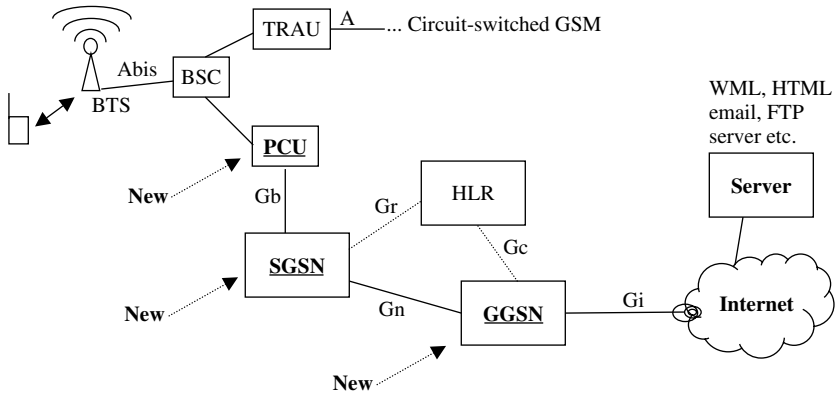 TRAU
A
... Circuit-switched GSM
Abis
BSC
BTS
WML, HTML
email, FTP
server etc.
PCU
Server
New
Gb
Gr
HLR
Gc
SGSN
Gn
GGSN
Gi
Internet
New
New